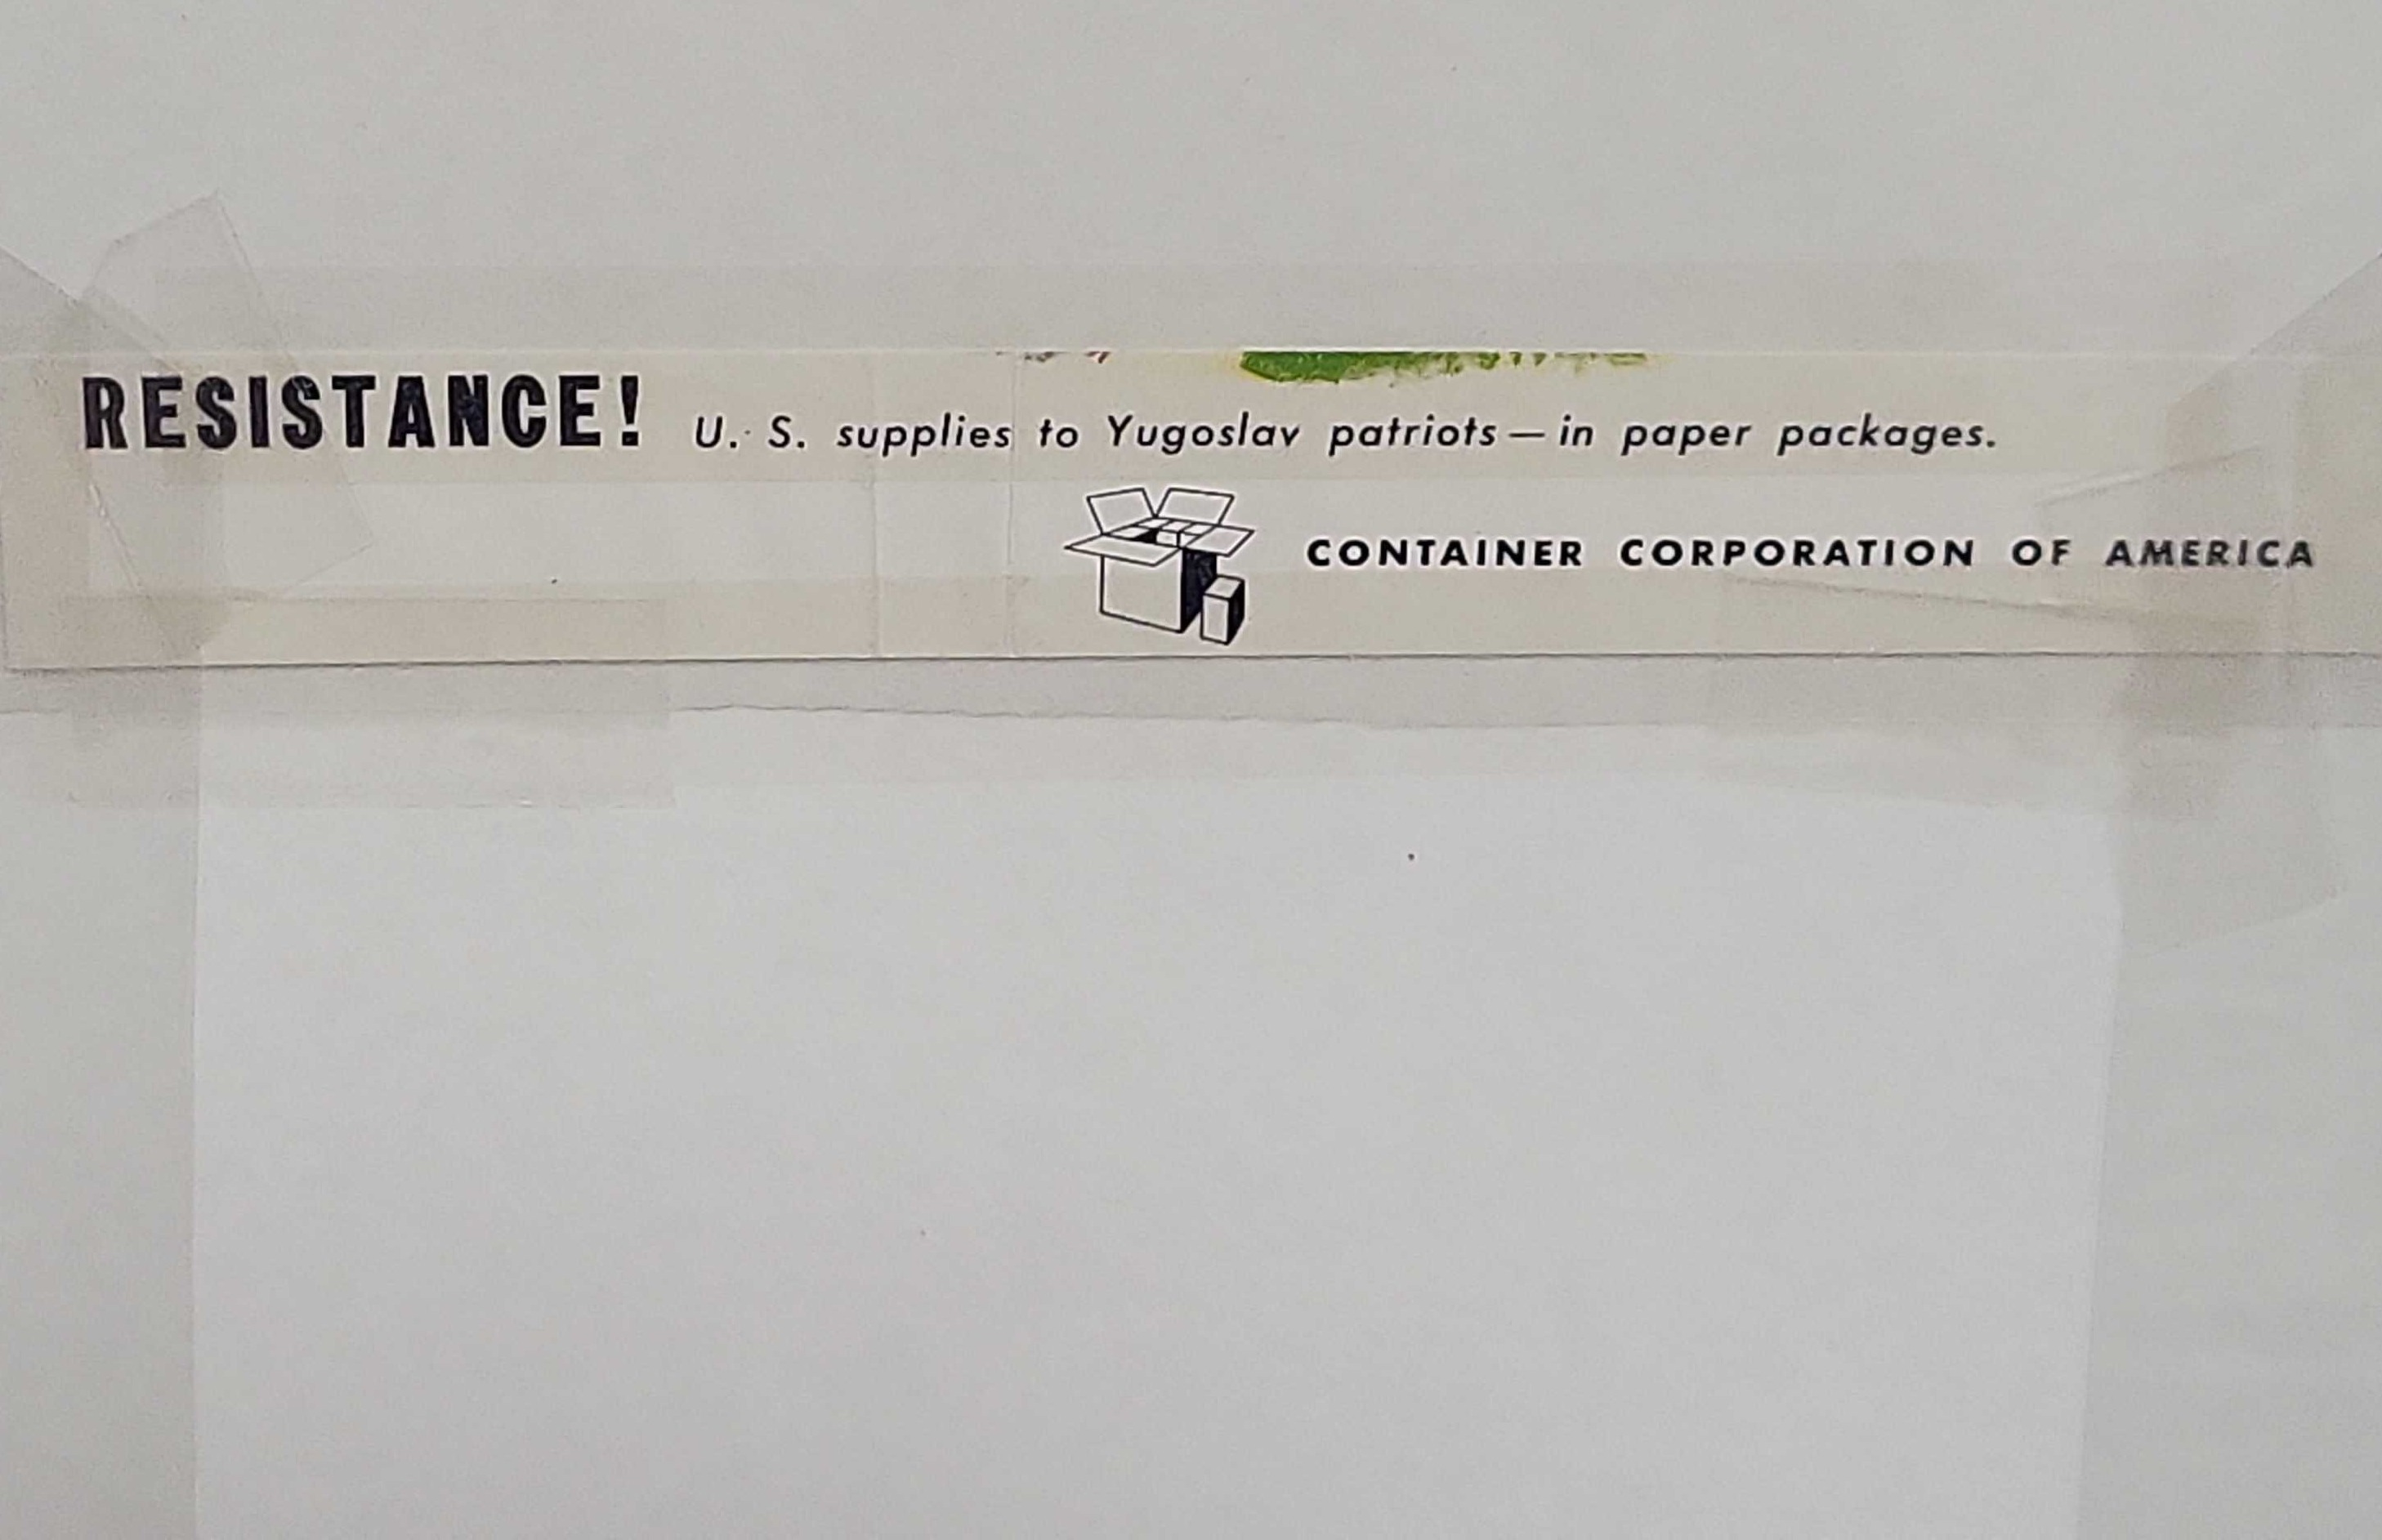 RESISTANCE! U. S. supplies to Yugoslav patriots — in paper packages.
CONTAINER CORPORATION OF AMERICA